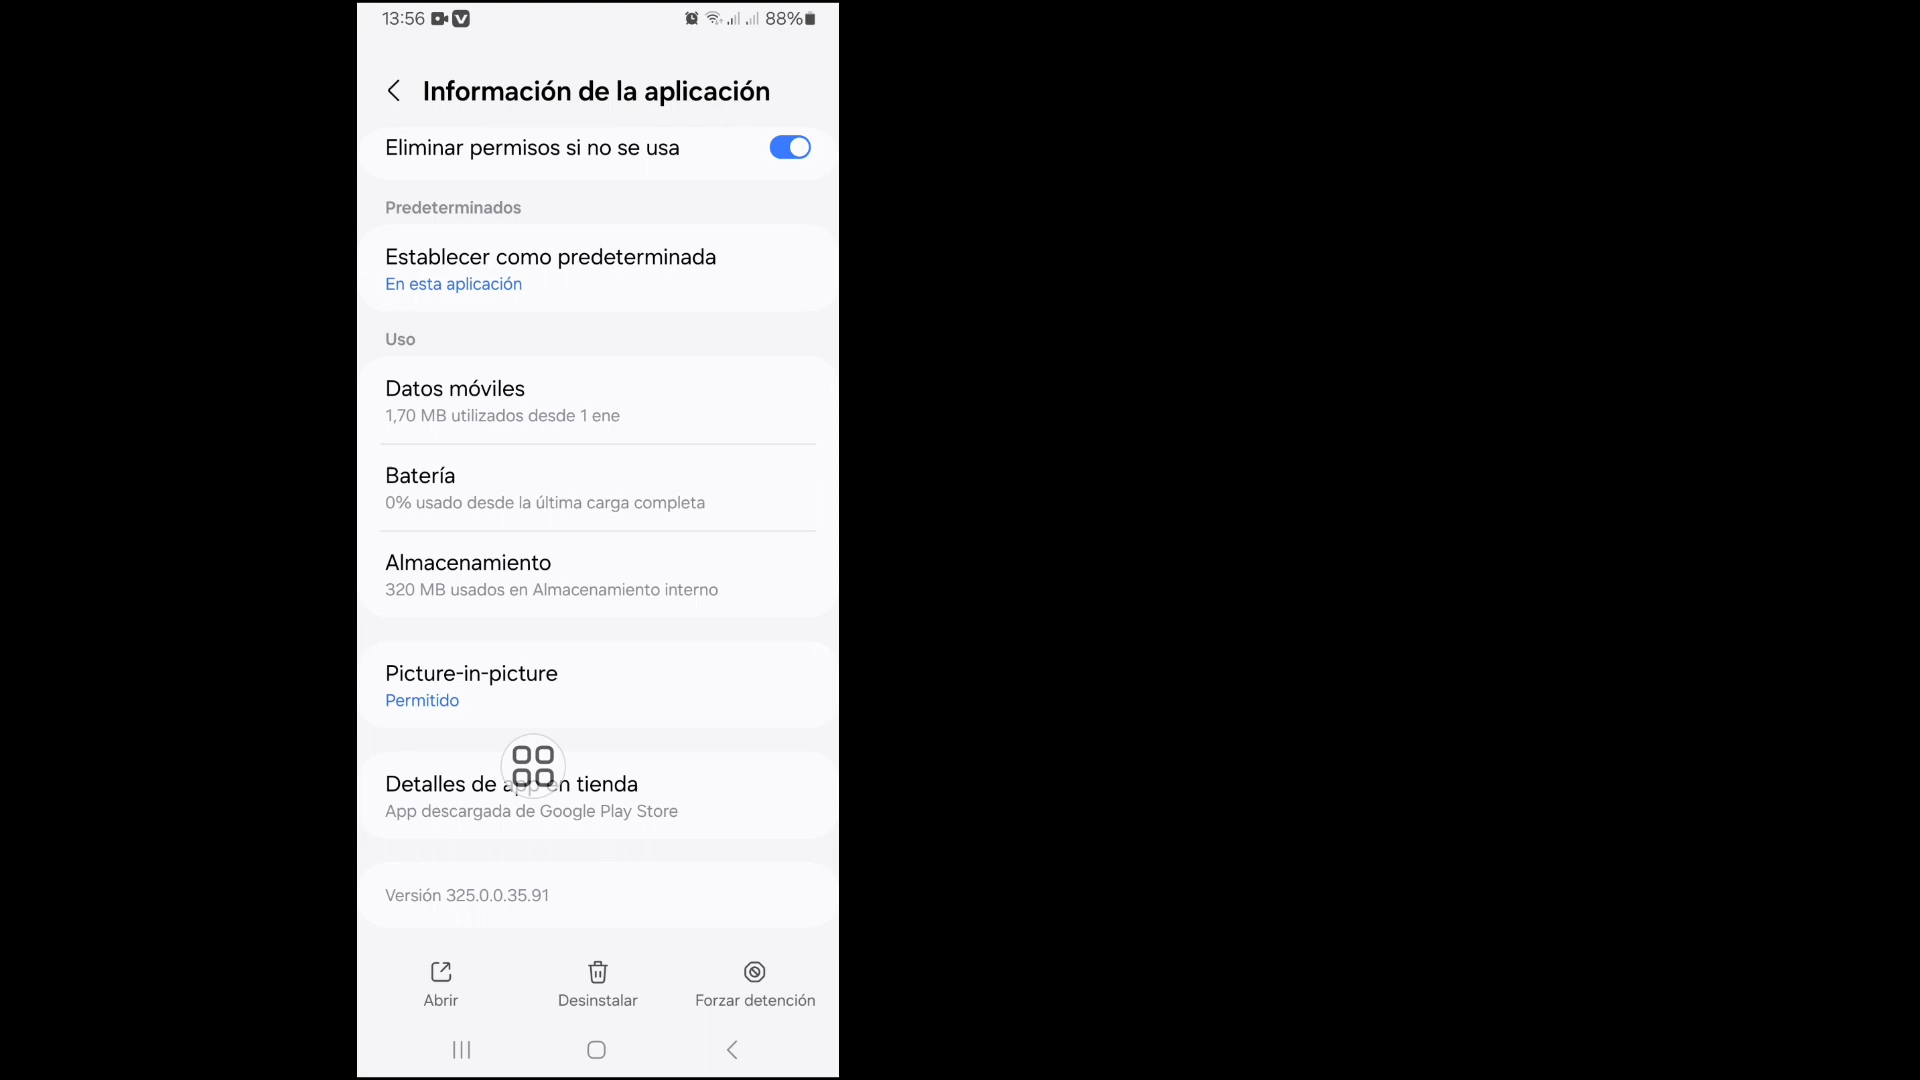 13:56
88%
Información de la aplicación
Eliminar permisos si no se usa
Predeterminados
Establecer como predeterminada
En esta aplicación
Uso
Datos móviles
1,70 MB utilizados desde 1 ene
Batería
0% usado desde la última carga completa
Almacenamiento
320 MB usados en Almacenamiento interno
Picture-in-picture
Permitido
Detalles de app en tienda
App descargada de Google Play Store
Versión 325.0.0.35.91
Abrir
Desinstalar
Forzar detención